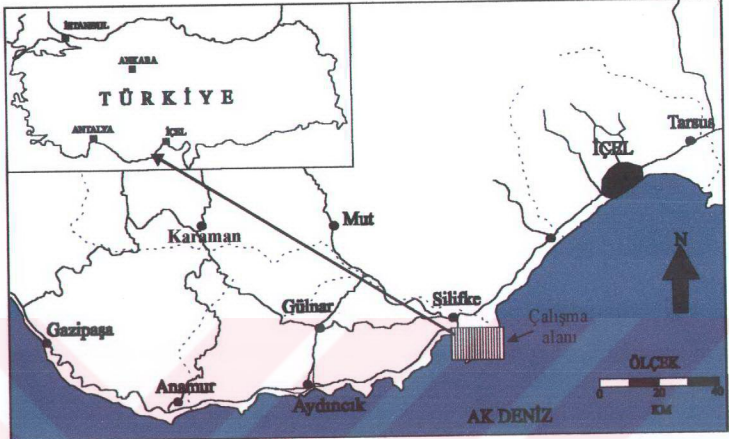 İSTANBUL
ANKARA
TÜRKİYE
ANTALYA
İÇEL
Tarsus
İÇEL
Mut
Karaman
N
Silifke
Gülnar
Çalışma
alanı
Gazipaşa
ÖLÇEK
Anamur
Aydıncık
0 20 40
KM
AK DENİZ